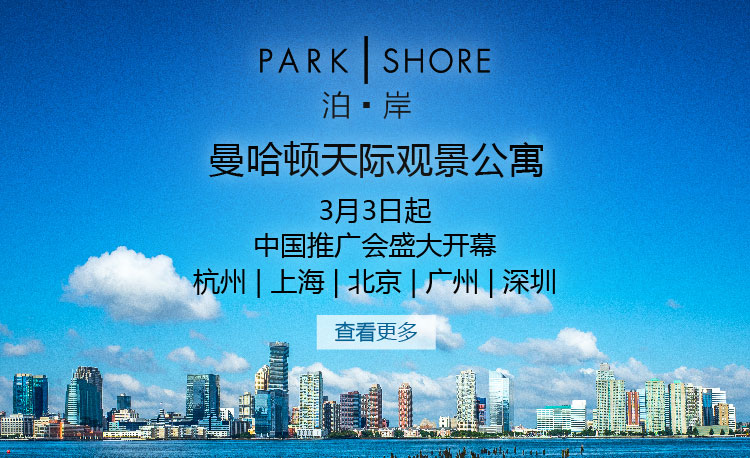 PARK | SHORE
泊▪岸
曼哈顿天际观景公寓
3月3日起
中国推广会盛大开幕
杭州 | 上海 | 北京 | 广州 | 深圳
查看更多